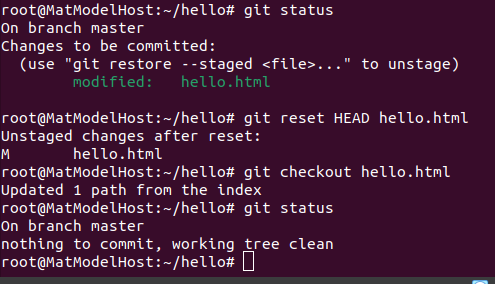 root@MatModelHost:~/hello# git status
On branch master
Changes to be committed:
  (use "git restore --staged <file>..." to unstage)
        modified:   hello.html

root@MatModelHost:~/hello# git reset HEAD hello.html
Unstaged changes after reset:
M       hello.html
root@MatModelHost:~/hello# git checkout hello.html
Updated 1 path from the index
root@MatModelHost:~/hello# git status
On branch master
nothing to commit, working tree clean
root@MatModelHost:~/hello#